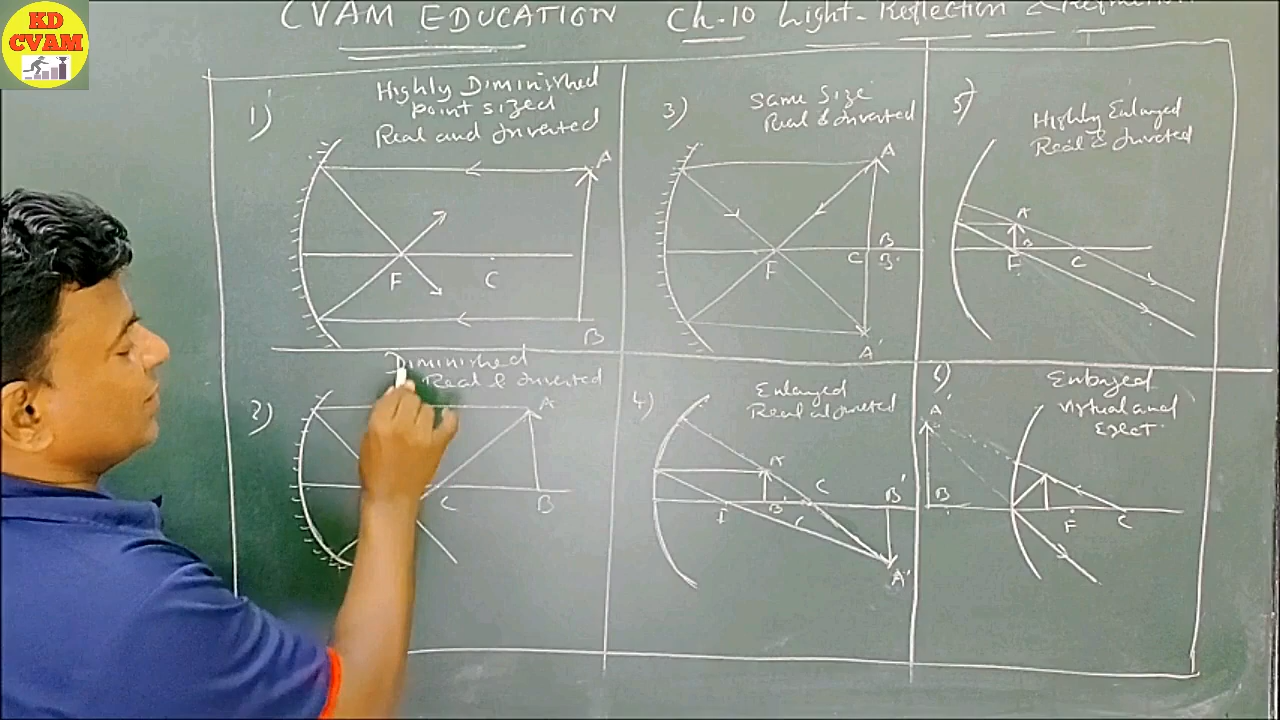 KD
CVAM
CVAM EDUCATION Ch-10 Light-Reflection & Refraction
1)
Highly Diminished
point sized
Real and Inverted
A
F
C
B
3)
Same Size
Real & Inverted
A
B
F
C
B'
A'
5)
Highly Enlarged
Real & Inverted
A
B
F
C
2)
Diminished
Real & Inverted
A
C
B
4)
Enlarged
Real and Inverted
A
C
B'
F
B
C
A'
6)
Enlarged
Virtual and
Erect
A'
B
F
C